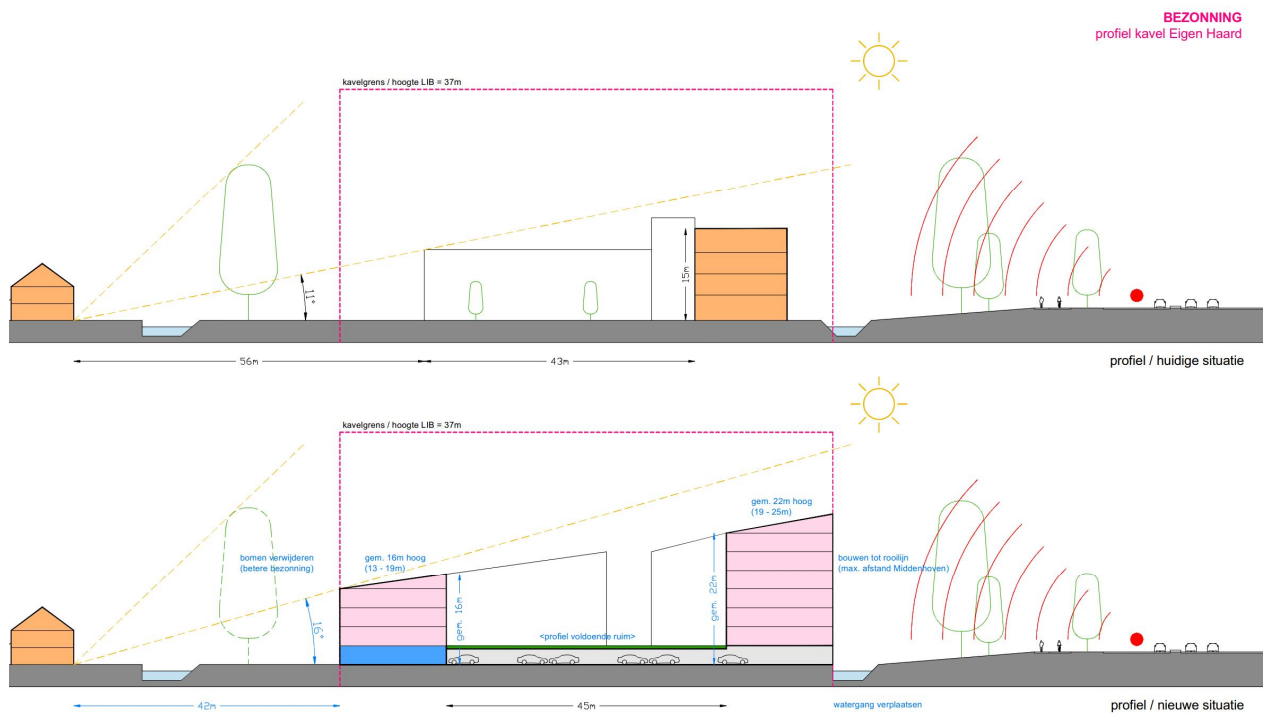 BEZONNING
profiel kavel Eigen Haard
kavelgrens / hoogte LIB = 37m
11°
15m
56m
43m
profiel / huidige situatie
kavelgrens / hoogte LIB = 37m
gem. 22m hoog
(19 - 25m)
bomen verwijderen
(betere bezonning)
gem. 16m hoog
(13 - 19m)
bouwen tot rooilijn
(max. afstand Middenhoven)
16°
gem. 16m
gem. 22m
<profiel voldoende ruim>
42m
45m
watergang verplaatsen
profiel / nieuwe situatie